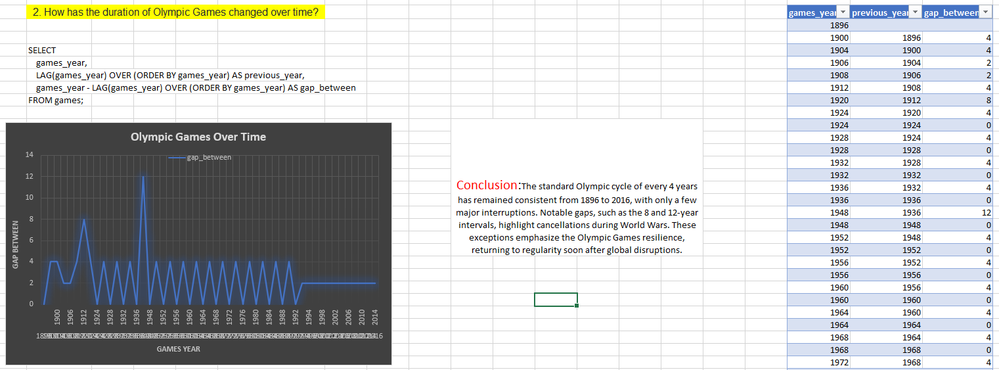 2. How has the duration of Olympic Games changed over time?
SELECT
games_year,
LAG(games_year) OVER (ORDER BY games_year) AS previous_year,
games_year - LAG(games_year) OVER (ORDER BY games_year) AS gap_between
FROM games;
Olympic Games Over Time
gap_between
14
12
10
8
6
4
2
0
GAP BETWEEN
1900 1906 1912 1924 1928 1932 1936 1948 1952 1956 1960 1964 1968 1972 1976 1980 1984 1988 1992 1994 1998 2002 2006 2010 2014
GAMES YEAR
Conclusion:The standard Olympic cycle of every 4 years
has remained consistent from 1896 to 2016, with only a few
major interruptions. Notable gaps, such as the 8 and 12-year
intervals, highlight cancellations during World Wars. These
exceptions emphasize the Olympic Games resilience,
returning to regularity soon after global disruptions.
games_year previous_year gap_between
1896
1900 1896 4
1904 1900 4
1906 1904 2
1908 1906 2
1912 1908 4
1920 1912 8
1924 1920 4
1924 1924 0
1928 1924 4
1928 1928 0
1932 1928 4
1932 1932 0
1936 1932 4
1936 1936 0
1948 1936 12
1948 1948 0
1952 1948 4
1952 1952 0
1956 1952 4
1956 1956 0
1960 1956 4
1960 1960 0
1964 1960 4
1964 1964 0
1968 1964 4
1968 1968 0
1972 1968 4